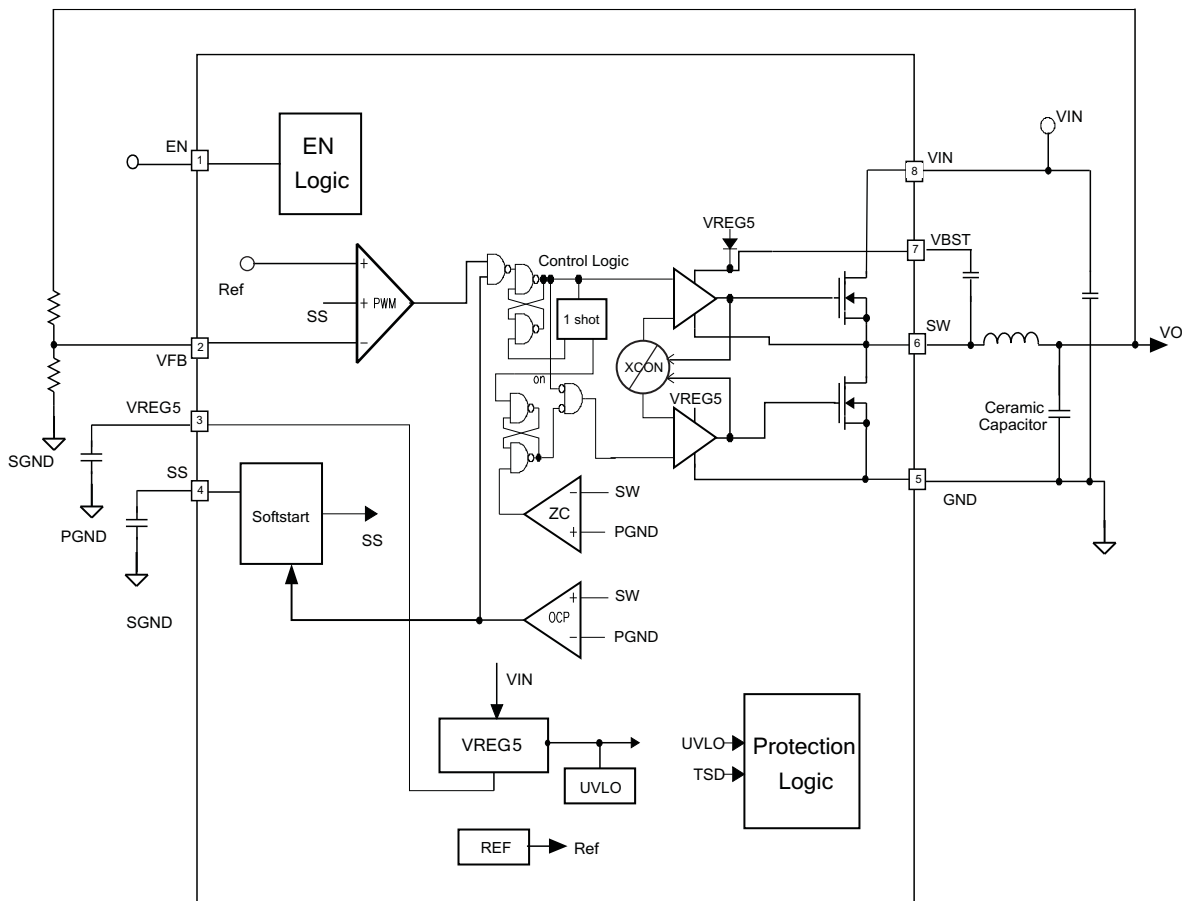 EN
1
EN
Logic
VIN
VIN
8
VREG5
VBST
7
Control Logic
Ref
+
+
PWM
−
SS
1 shot
SW
6
VO
VFB
2
XCON
on
VREG5
VREG5
3
Ceramic
Capacitor
SGND
SS
4
Softstart
SS
5
GND
−
SW
ZC
+
PGND
PGND
SGND
+
SW
OCP
−
PGND
VIN
VREG5
UVLO
UVLO
TSD
Protection
Logic
REF
Ref